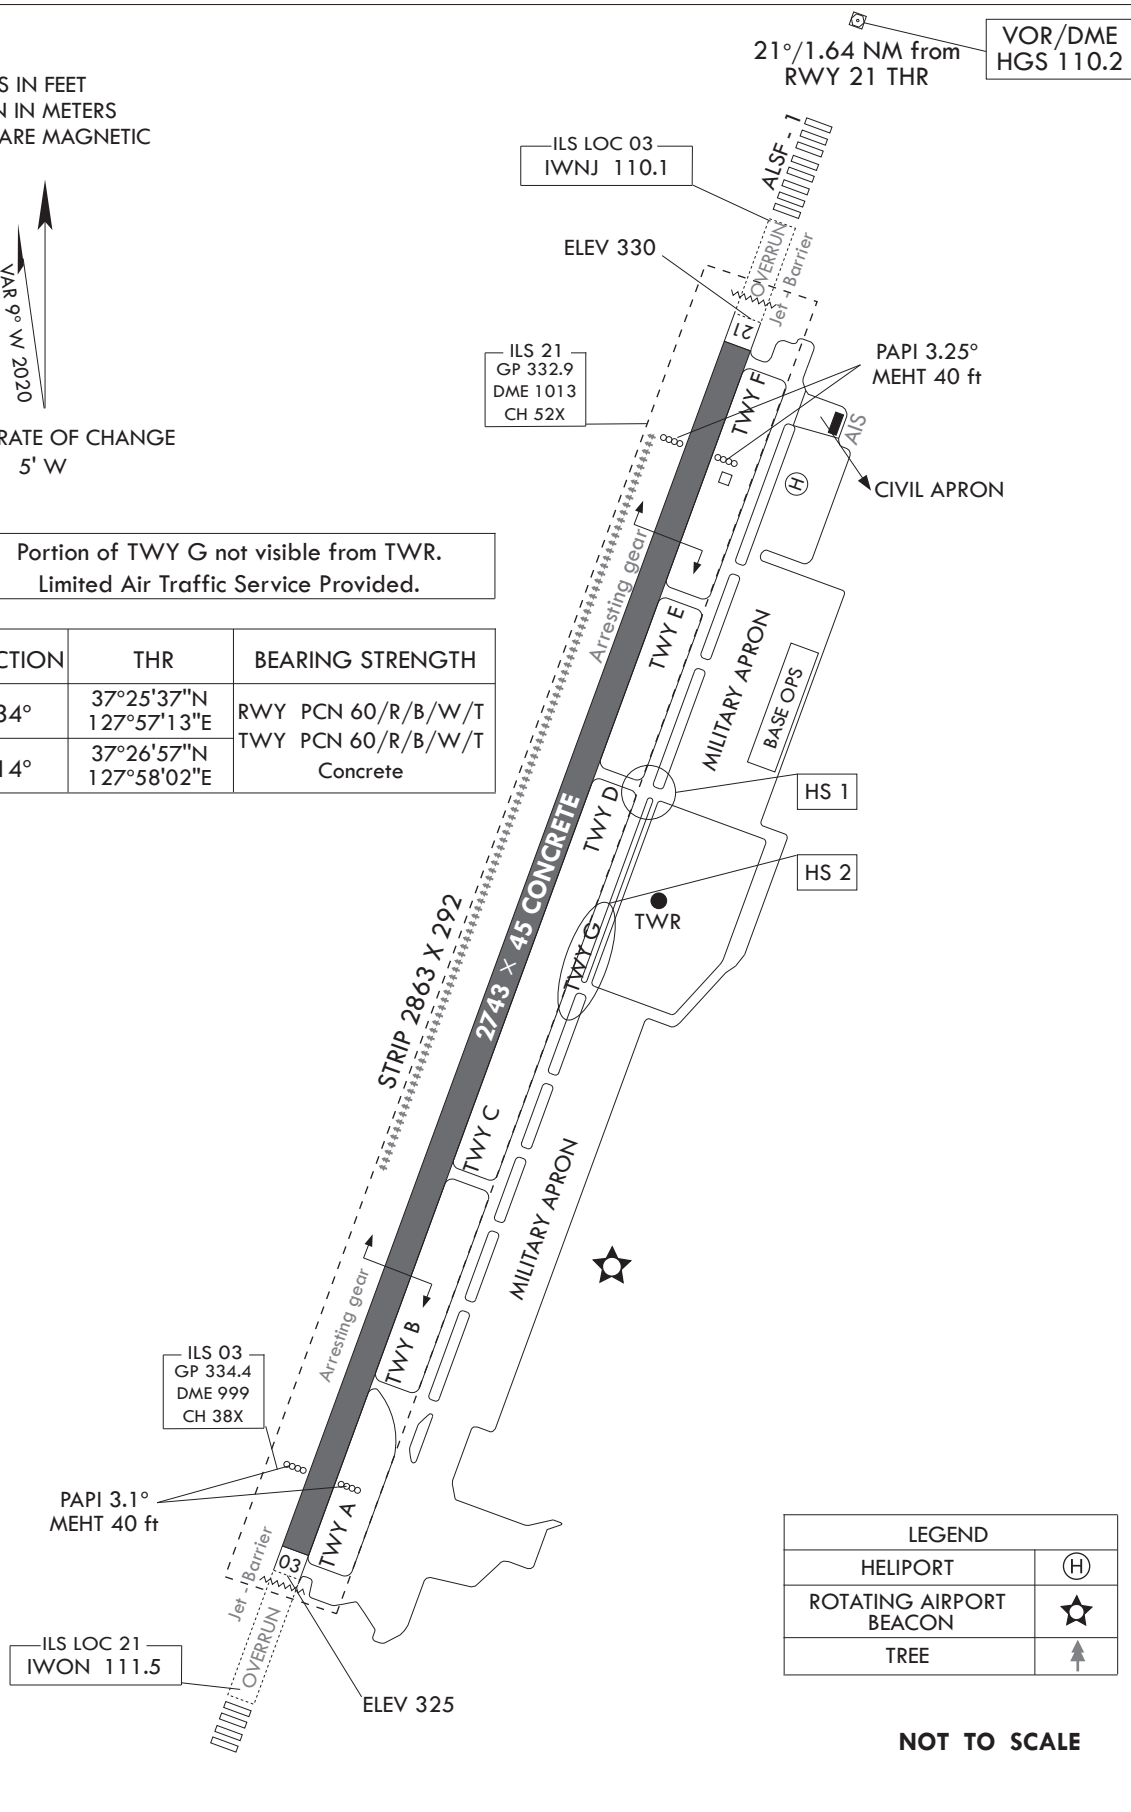 VOR/DME
HGS 110.2
21°/1.64 NM from
RWY 21 THR
S IN FEET
N IN METERS
ARE MAGNETIC
VAR 9° W 2020
RATE OF CHANGE
5' W
ILS LOC 03
IWNJ 110.1
ALSF - 1
OVERRUN
Jet - Barrier
ELEV 330
21
ILS 21
GP 332.9
DME 1013
CH 52X
PAPI 3.25°
MEHT 40 ft
TWY F
AIS
H
CIVIL APRON
Portion of TWY G not visible from TWR.
Limited Air Traffic Service Provided.
Arresting gear
TWY E
MILITARY APRON
BASE OPS
CTION THR BEARING STRENGTH
34° 37°25'37"N
127°57'13"E
14° 37°26'57"N
127°58'02"E
RWY PCN 60/R/B/W/T
TWY PCN 60/R/B/W/T
Concrete
HS 1
TWY D
2743 × 45 CONCRETE
HS 2
TWR
TWY G
STRIP 2863 X 292
TWY C
MILITARY APRON
Arresting gear
TWY B
ILS 03
GP 334.4
DME 999
CH 38X
PAPI 3.1°
MEHT 40 ft
TWY A
03
Jet - Barrier
OVERRUN
ILS LOC 21
IWON 111.5
ELEV 325
LEGEND
HELIPORT H
ROTATING AIRPORT
BEACON
TREE
NOT TO SCALE